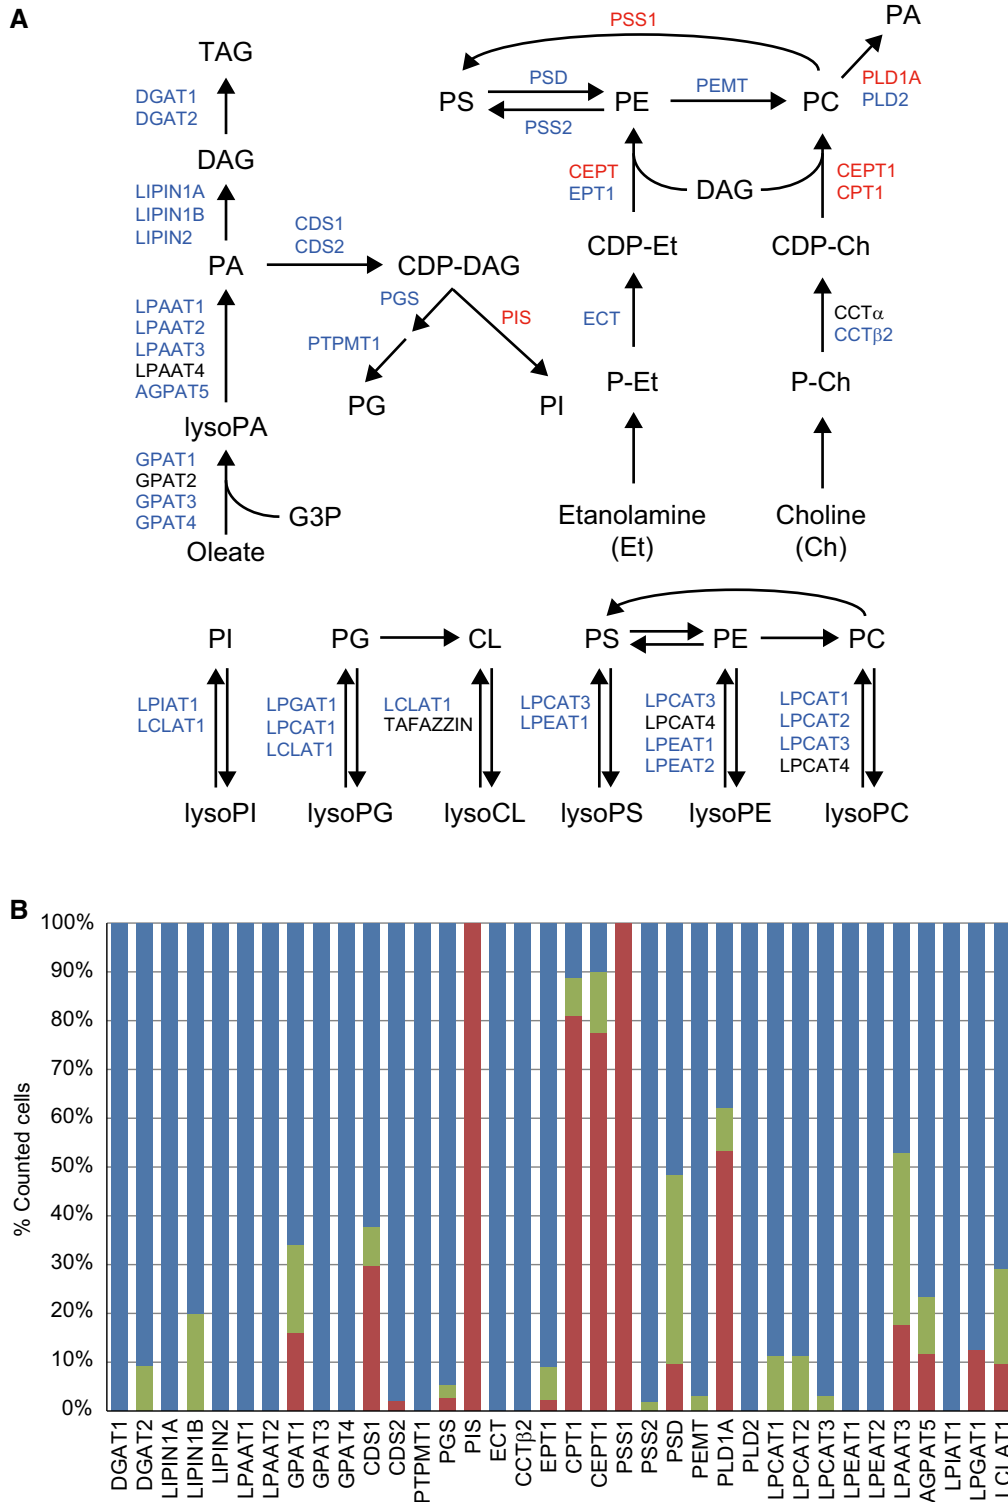 A
TAG
DGAT1
DGAT2
DAG
LIPIN1A
LIPIN1B
LIPIN2
PA
CDS1
CDS2
CDP-DAG
PGS
PTPMT1
PIS
PG
PI
LPAAT1
LPAAT2
LPAAT3
LPAAT4
AGPAT5
lysoPA
GPAT1
GPAT2
GPAT3
GPAT4
G3P
Oleate
PSS1
PA
PS
PSD
PSS2
PE
PEMT
PC
PLD1A
PLD2
CEPT
EPT1
DAG
CEPT1
CPT1
CDP-Et
CDP-Ch
ECT
CCTα
CCTβ2
P-Et
P-Ch
Etanolamine
(Et)
Choline
(Ch)
PI
PG
CL
PS
PE
PC
LPIAT1
LCLAT1
LPGAT1
LPCAT1
LCLAT1
LCLAT1
TAFAZZIN
LPCAT3
LPEAT1
LPCAT3
LPCAT4
LPEAT1
LPEAT2
LPCAT1
LPCAT2
LPCAT3
LPCAT4
lysoPI
lysoPG
lysoCL
lysoPS
lysoPE
lysoPC
B
% Counted cells
100%
90%
80%
70%
60%
50%
40%
30%
20%
10%
0%
DGAT1
DGAT2
LIPIN1A
LIPIN1B
LIPIN2
LPAAT1
LPAAT2
GPAT1
GPAT3
GPAT4
CDS1
CDS2
PTPMT1
PGS
PIS
ECT
CCTβ2
EPT1
CPT1
CEPT1
PSS1
PSS2
PSD
PEMT
PLD1A
PLD2
LPCAT1
LPCAT2
LPCAT3
LPEAT1
LPEAT2
LPAAT3
AGPAT5
LPIAT1
LPGAT1
LCLAT1